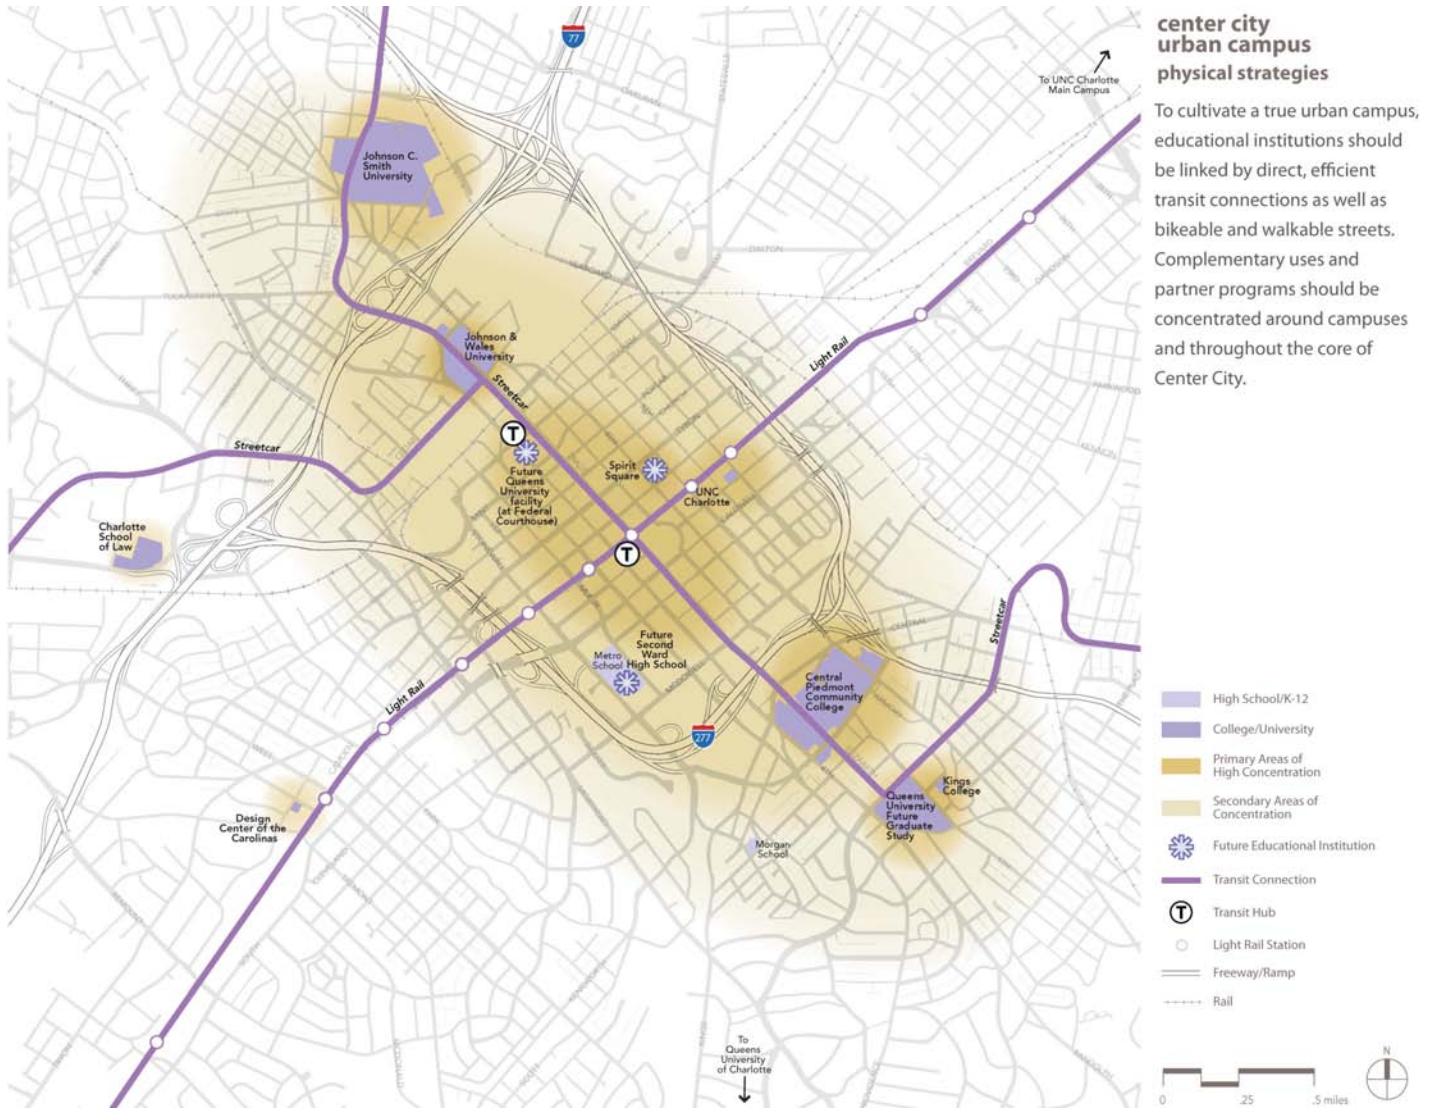 center city
urban campus
physical strategies
To cultivate a true urban campus,
educational institutions should
be linked by direct, efficient
transit connections as well as
bikeable and walkable streets.
Complementary uses and
partner programs should be
concentrated around campuses
and throughout the core of
Center City.
77
To UNC Charlotte
Main Campus
Johnson C.
Smith
University
DALTON
Johnson &
Wales
University
Streetcar
Light Rail
Streetcar
T
Future
Queens
University
facility
(at Federal
Courthouse)
Spirit
Square
UNC
Charlotte
Charlotte
School
of Law
T
Streetcar
CENTRAL
Future
Second
Ward
High School
Metro
School
Central
Piedmont
Community
College
Light Rail
277
Kings
College
Queens
University
Future
Graduate
Study
Design
Center of the
Carolinas
Morgan
School
To
Queens
University
of Charlotte
High School/K-12
College/University
Primary Areas of
High Concentration
Secondary Areas of
Concentration
Future Educational Institution
Transit Connection
T
Transit Hub
Light Rail Station
Freeway/Ramp
Rail
N
0 .25 .5 miles